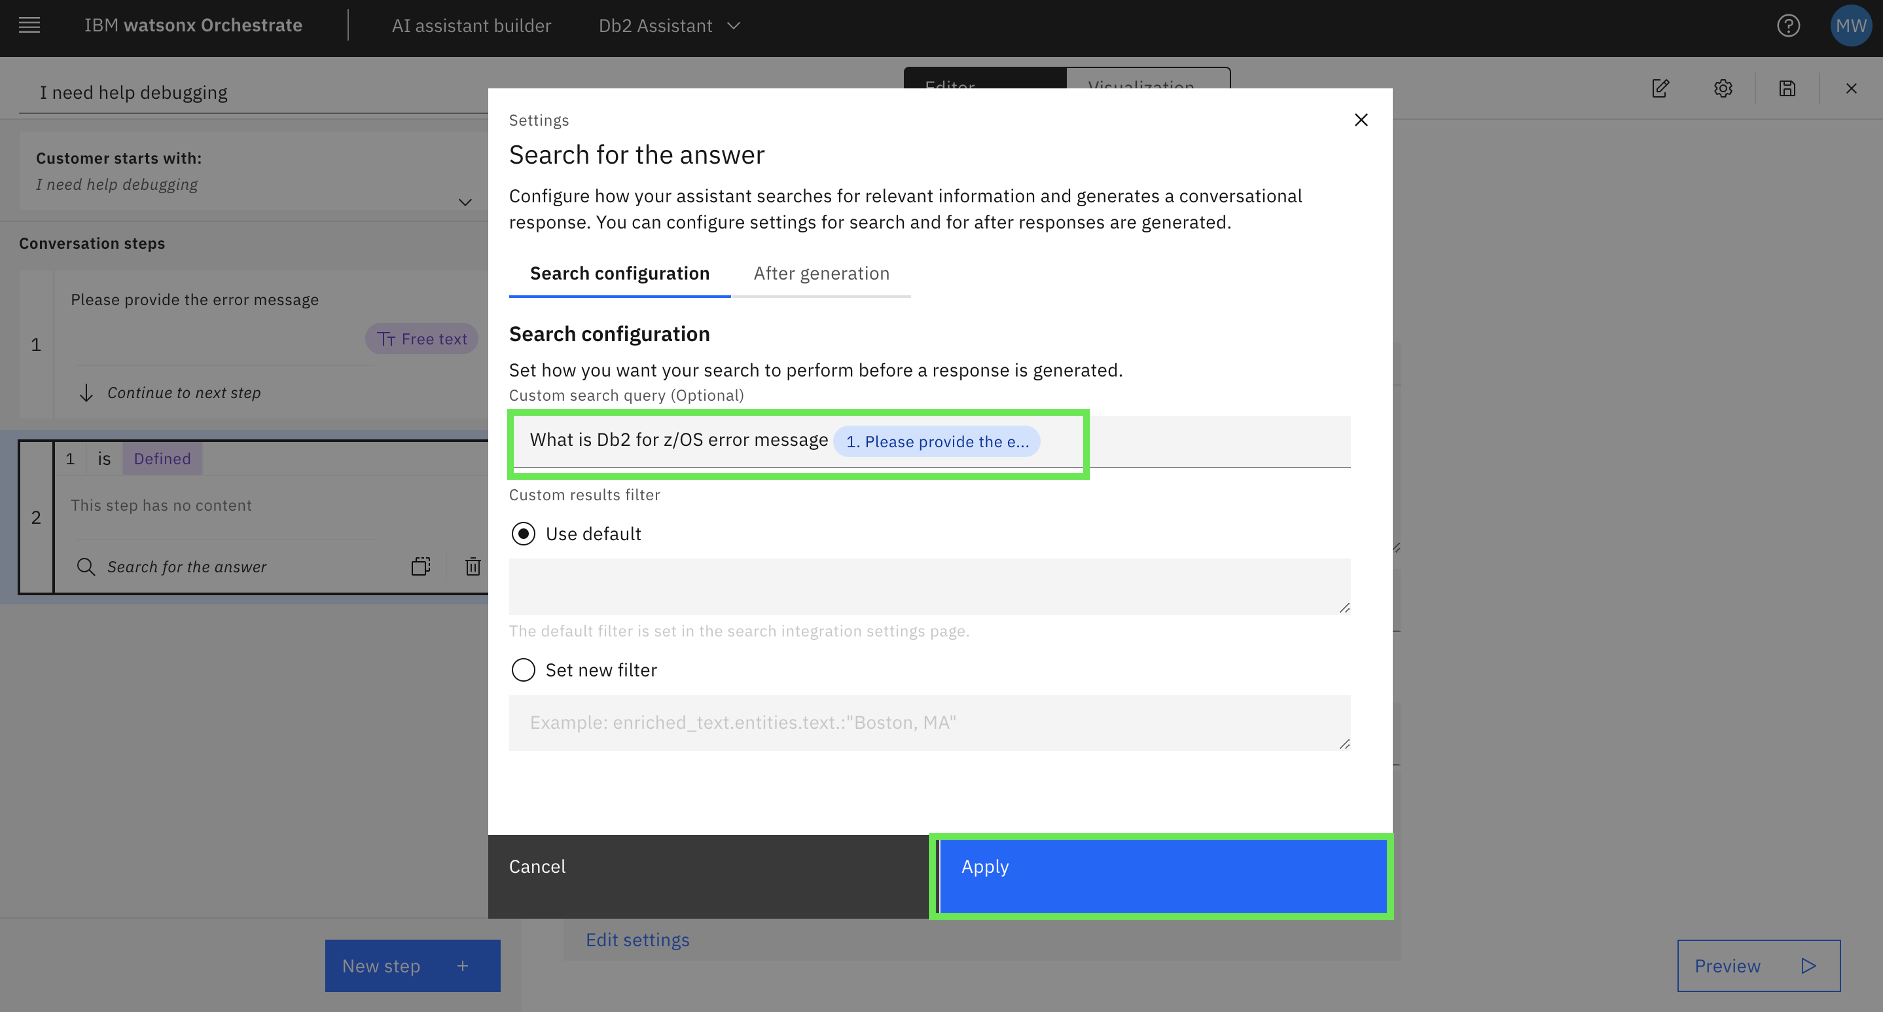 IBM watsonx Orchestrate
AI assistant builder
Db2 Assistant
MW
I need help debugging
Editor
Visualization
Customer starts with:
I need help debugging
Conversation steps
1
Please provide the error message
Free text
Continue to next step
2
1 is Defined
This step has no content
Search for the answer
New step +
Settings
Search for the answer
Configure how your assistant searches for relevant information and generates a conversational
response. You can configure settings for search and for after responses are generated.
Search configuration
After generation
Search configuration
Set how you want your search to perform before a response is generated.
Custom search query (Optional)
What is Db2 for z/OS error message 1. Please provide the e...
Custom results filter
Use default
The default filter is set in the search integration settings page.
Set new filter
Example: enriched_text.entities.text.:"Boston, MA"
Cancel
Apply
Edit settings
Preview